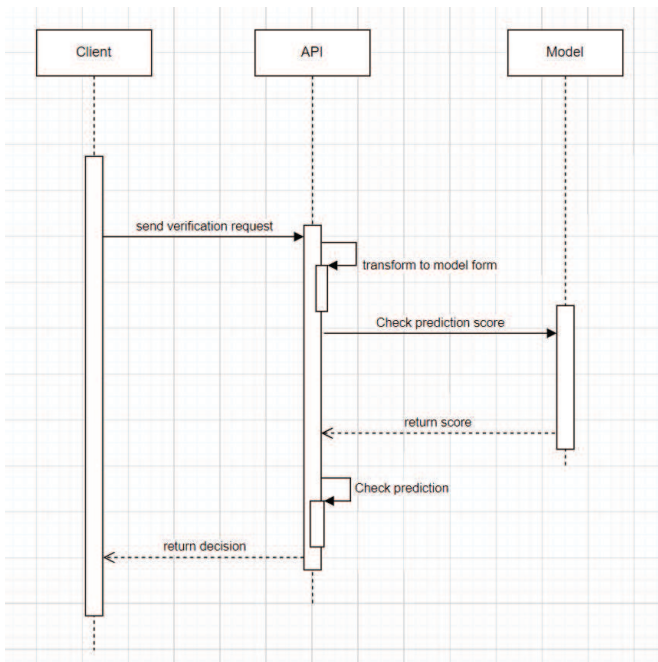 Client
API
Model
send verification request
transform to model form
Check prediction score
return score
Check prediction
return decision